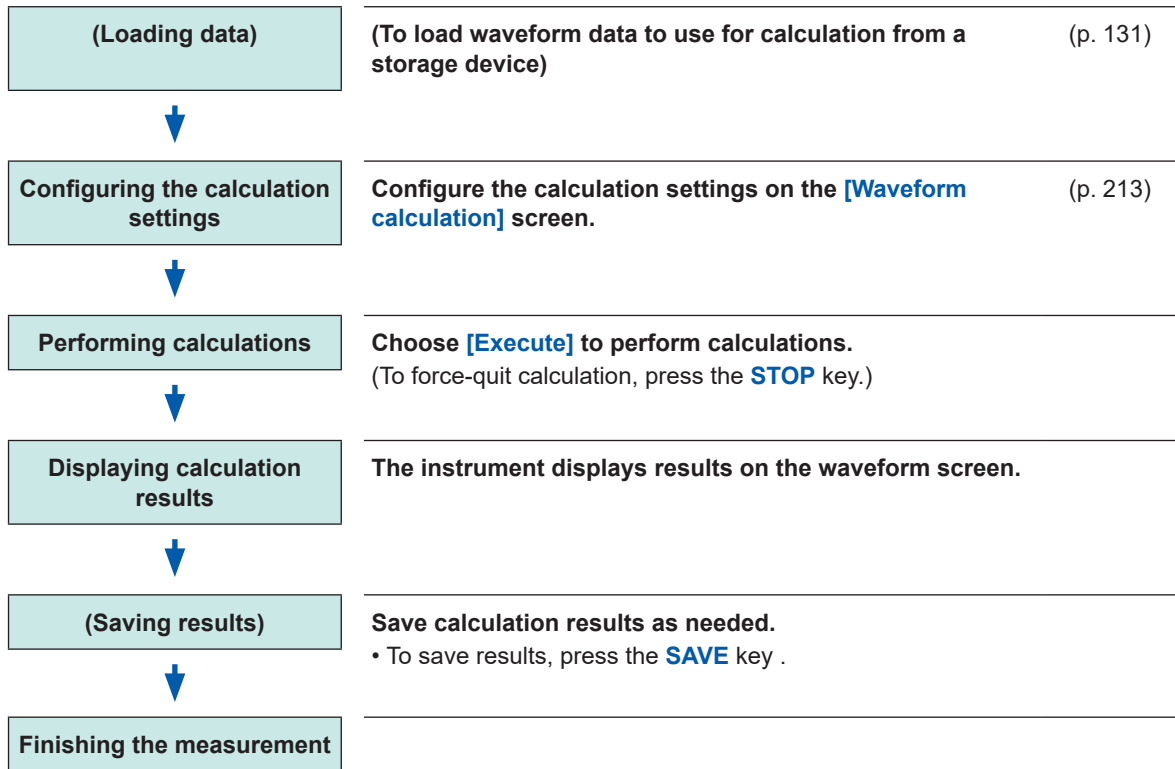 (Loading data)
(To load waveform data to use for calculation from a
storage device)
(p. 131)
Configuring the calculation
settings
Configure the calculation settings on the [Waveform
calculation] screen.
(p. 213)
Performing calculations
Choose [Execute] to perform calculations.
(To force-quit calculation, press the STOP key.)
Displaying calculation
results
The instrument displays results on the waveform screen.
(Saving results)
Save calculation results as needed.
• To save results, press the SAVE key .
Finishing the measurement